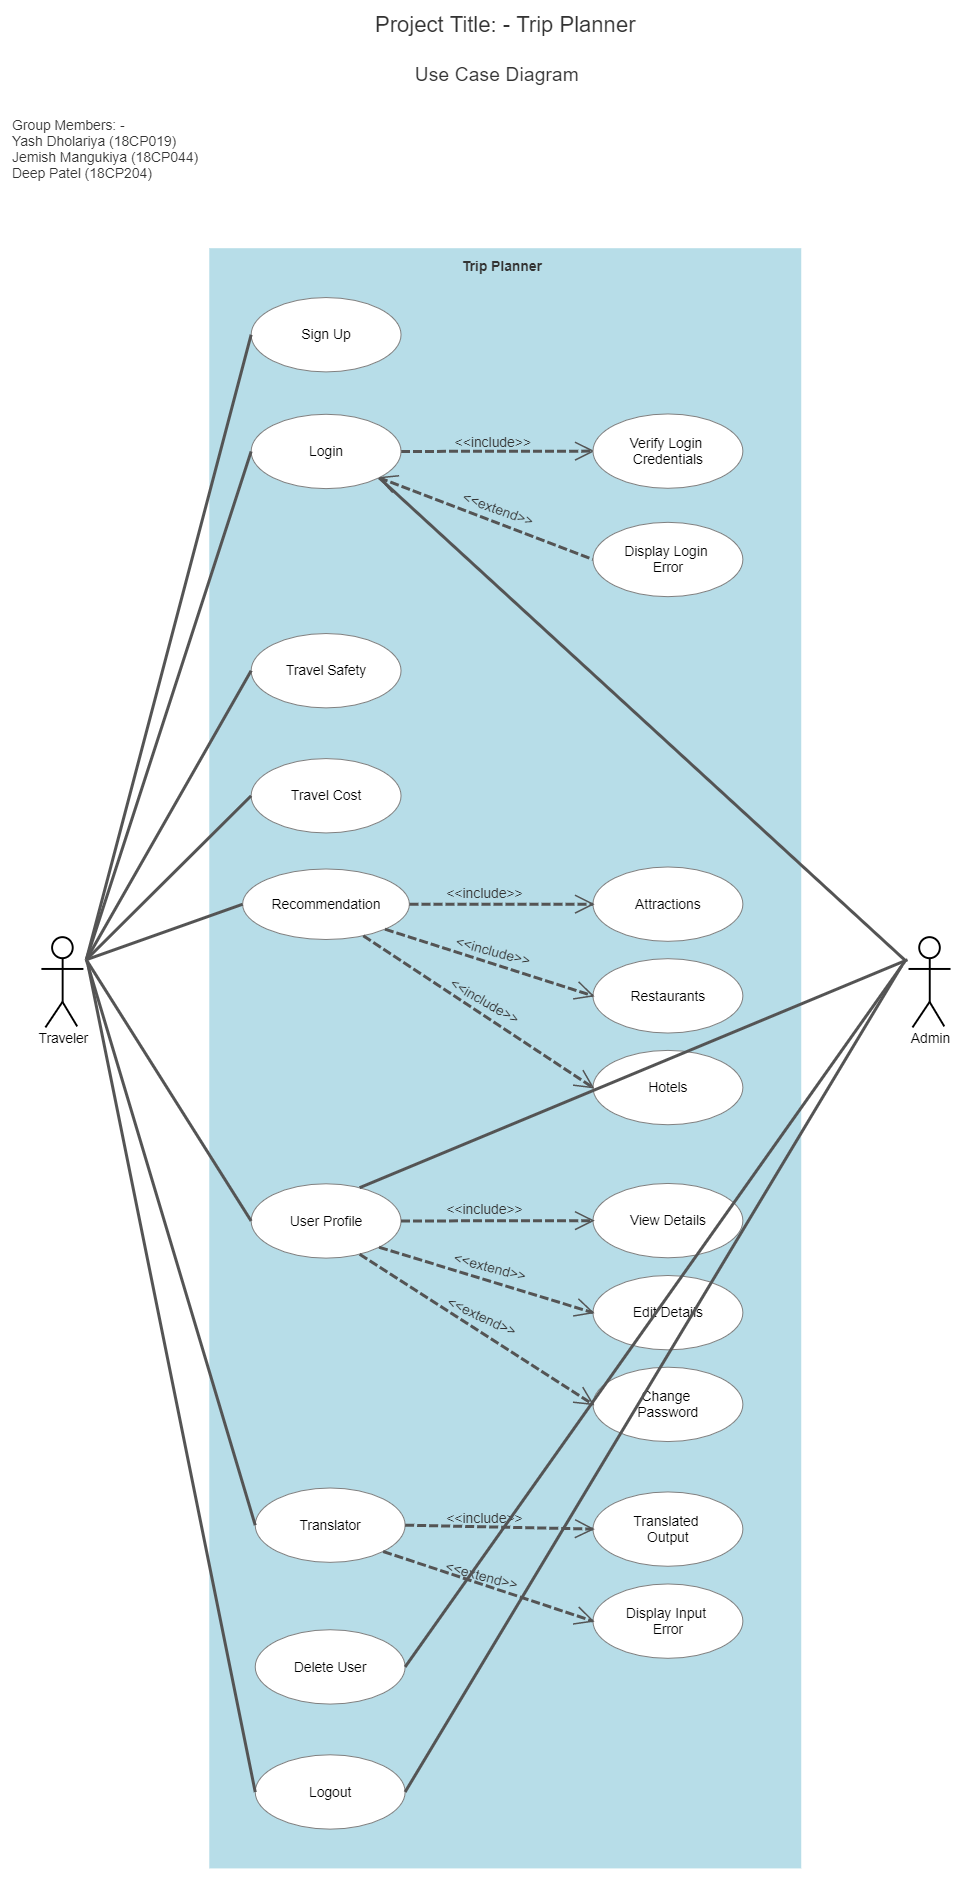 Project Title: - Trip Planner
Use Case Diagram
Group Members: -
Yash Dholariya (18CP019)
Jemish Mangukiya (18CP044)
Deep Patel (18CP204)
Trip Planner
Sign Up
Login
<<include>>
Verify Login
Credentials
<<extend>>
Display Login
Error
Travel Safety
Travel Cost
Recommendation
<<include>>
Attractions
<<include>>
Restaurants
<<include>>
Hotels
Traveler
Admin
User Profile
<<include>>
View Details
<<extend>>
Edit Details
<<extend>>
Change
Password
Translator
<<include>>
Translated
Output
<<extend>>
Display Input
Error
Delete User
Logout